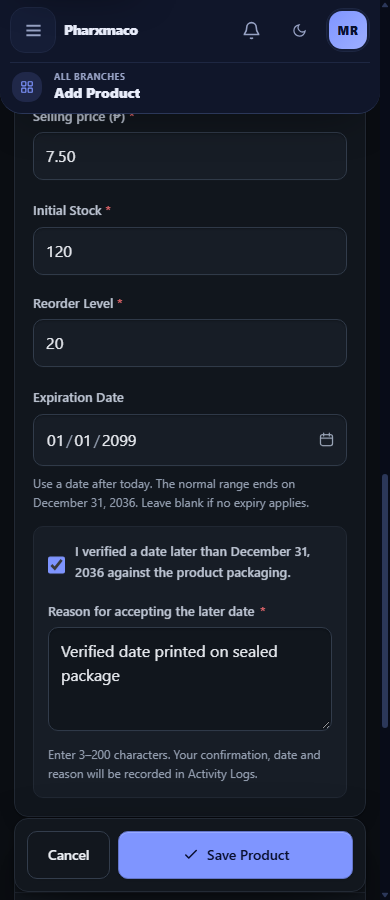 Pharxmaco
MR
ALL BRANCHES
Add Product
Selling price (₱) *
7.50
Initial Stock *
120
Reorder Level *
20
Expiration Date
01/01/2099
Use a date after today. The normal range ends on
December 31, 2036. Leave blank if no expiry applies.
I verified a date later than December 31,
2036 against the product packaging.
Reason for accepting the later date *
Verified date printed on sealed
package
Enter 3–200 characters. Your confirmation, date and
reason will be recorded in Activity Logs.
Cancel
Save Product